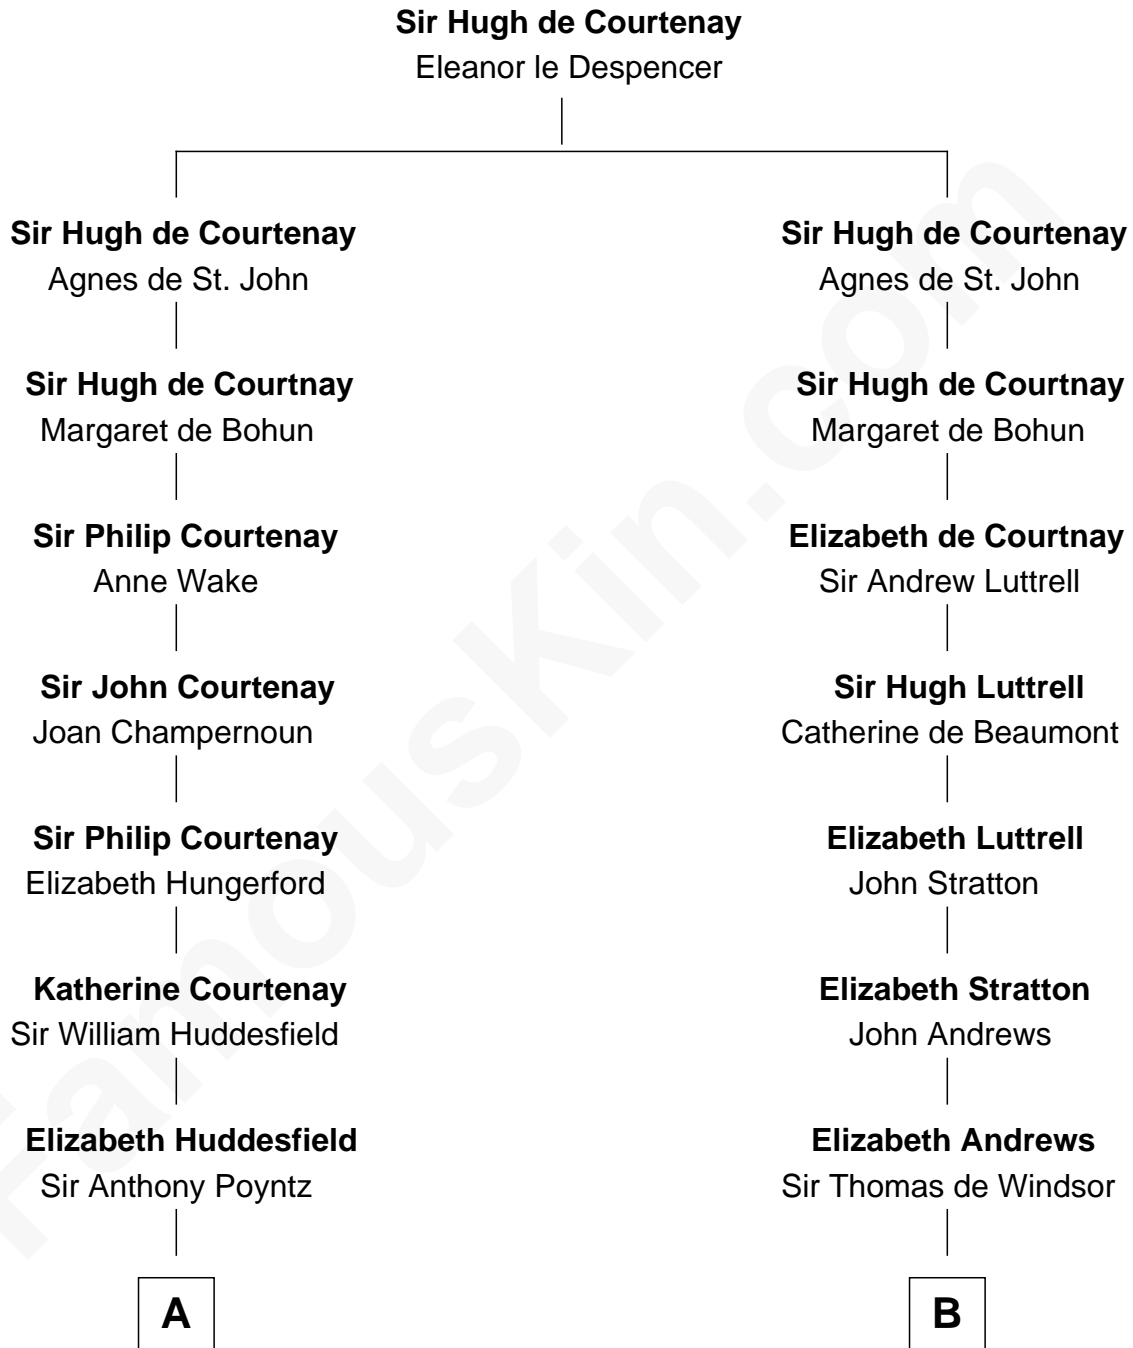 Sir Hugh de Courtenay
Eleanor le Despencer
Sir Hugh de Courtenay
Agnes de St. John
Sir Hugh de Courtenay
Agnes de St. John
Sir Hugh de Courtnay
Margaret de Bohun
Sir Hugh de Courtnay
Margaret de Bohun
Sir Philip Courtenay
Anne Wake
Elizabeth de Courtnay
Sir Andrew Luttrell
Sir John Courtenay
Joan Champernoun
Sir Hugh Luttrell
Catherine de Beaumont
Sir Philip Courtenay
Elizabeth Hungerford
Elizabeth Luttrell
John Stratton
Katherine Courtenay
Sir William Huddesfield
Elizabeth Stratton
John Andrews
Elizabeth Huddesfield
Sir Anthony Poyntz
Elizabeth Andrews
Sir Thomas de Windsor
A
B
FamousKin.com